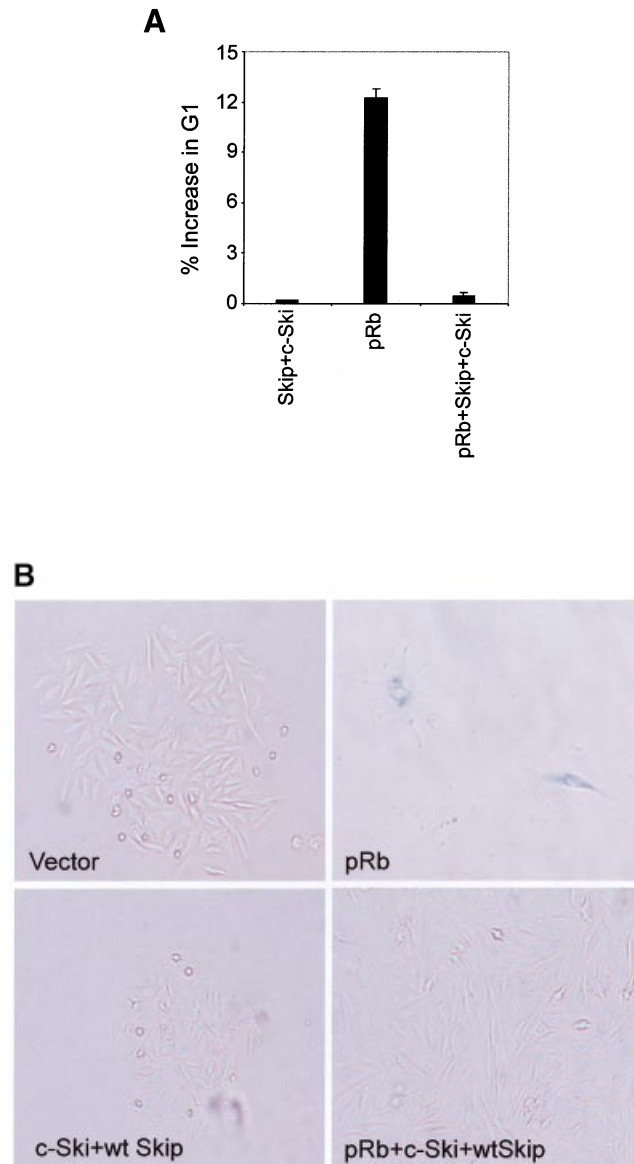 A
% Increase in G1
15
12
9
6
3
0
Skip+c-Ski
pRb
pRb+Skip+c-Ski
B
Vector
pRb
c-Ski+wt Skip
pRb+c-Ski+wtSkip